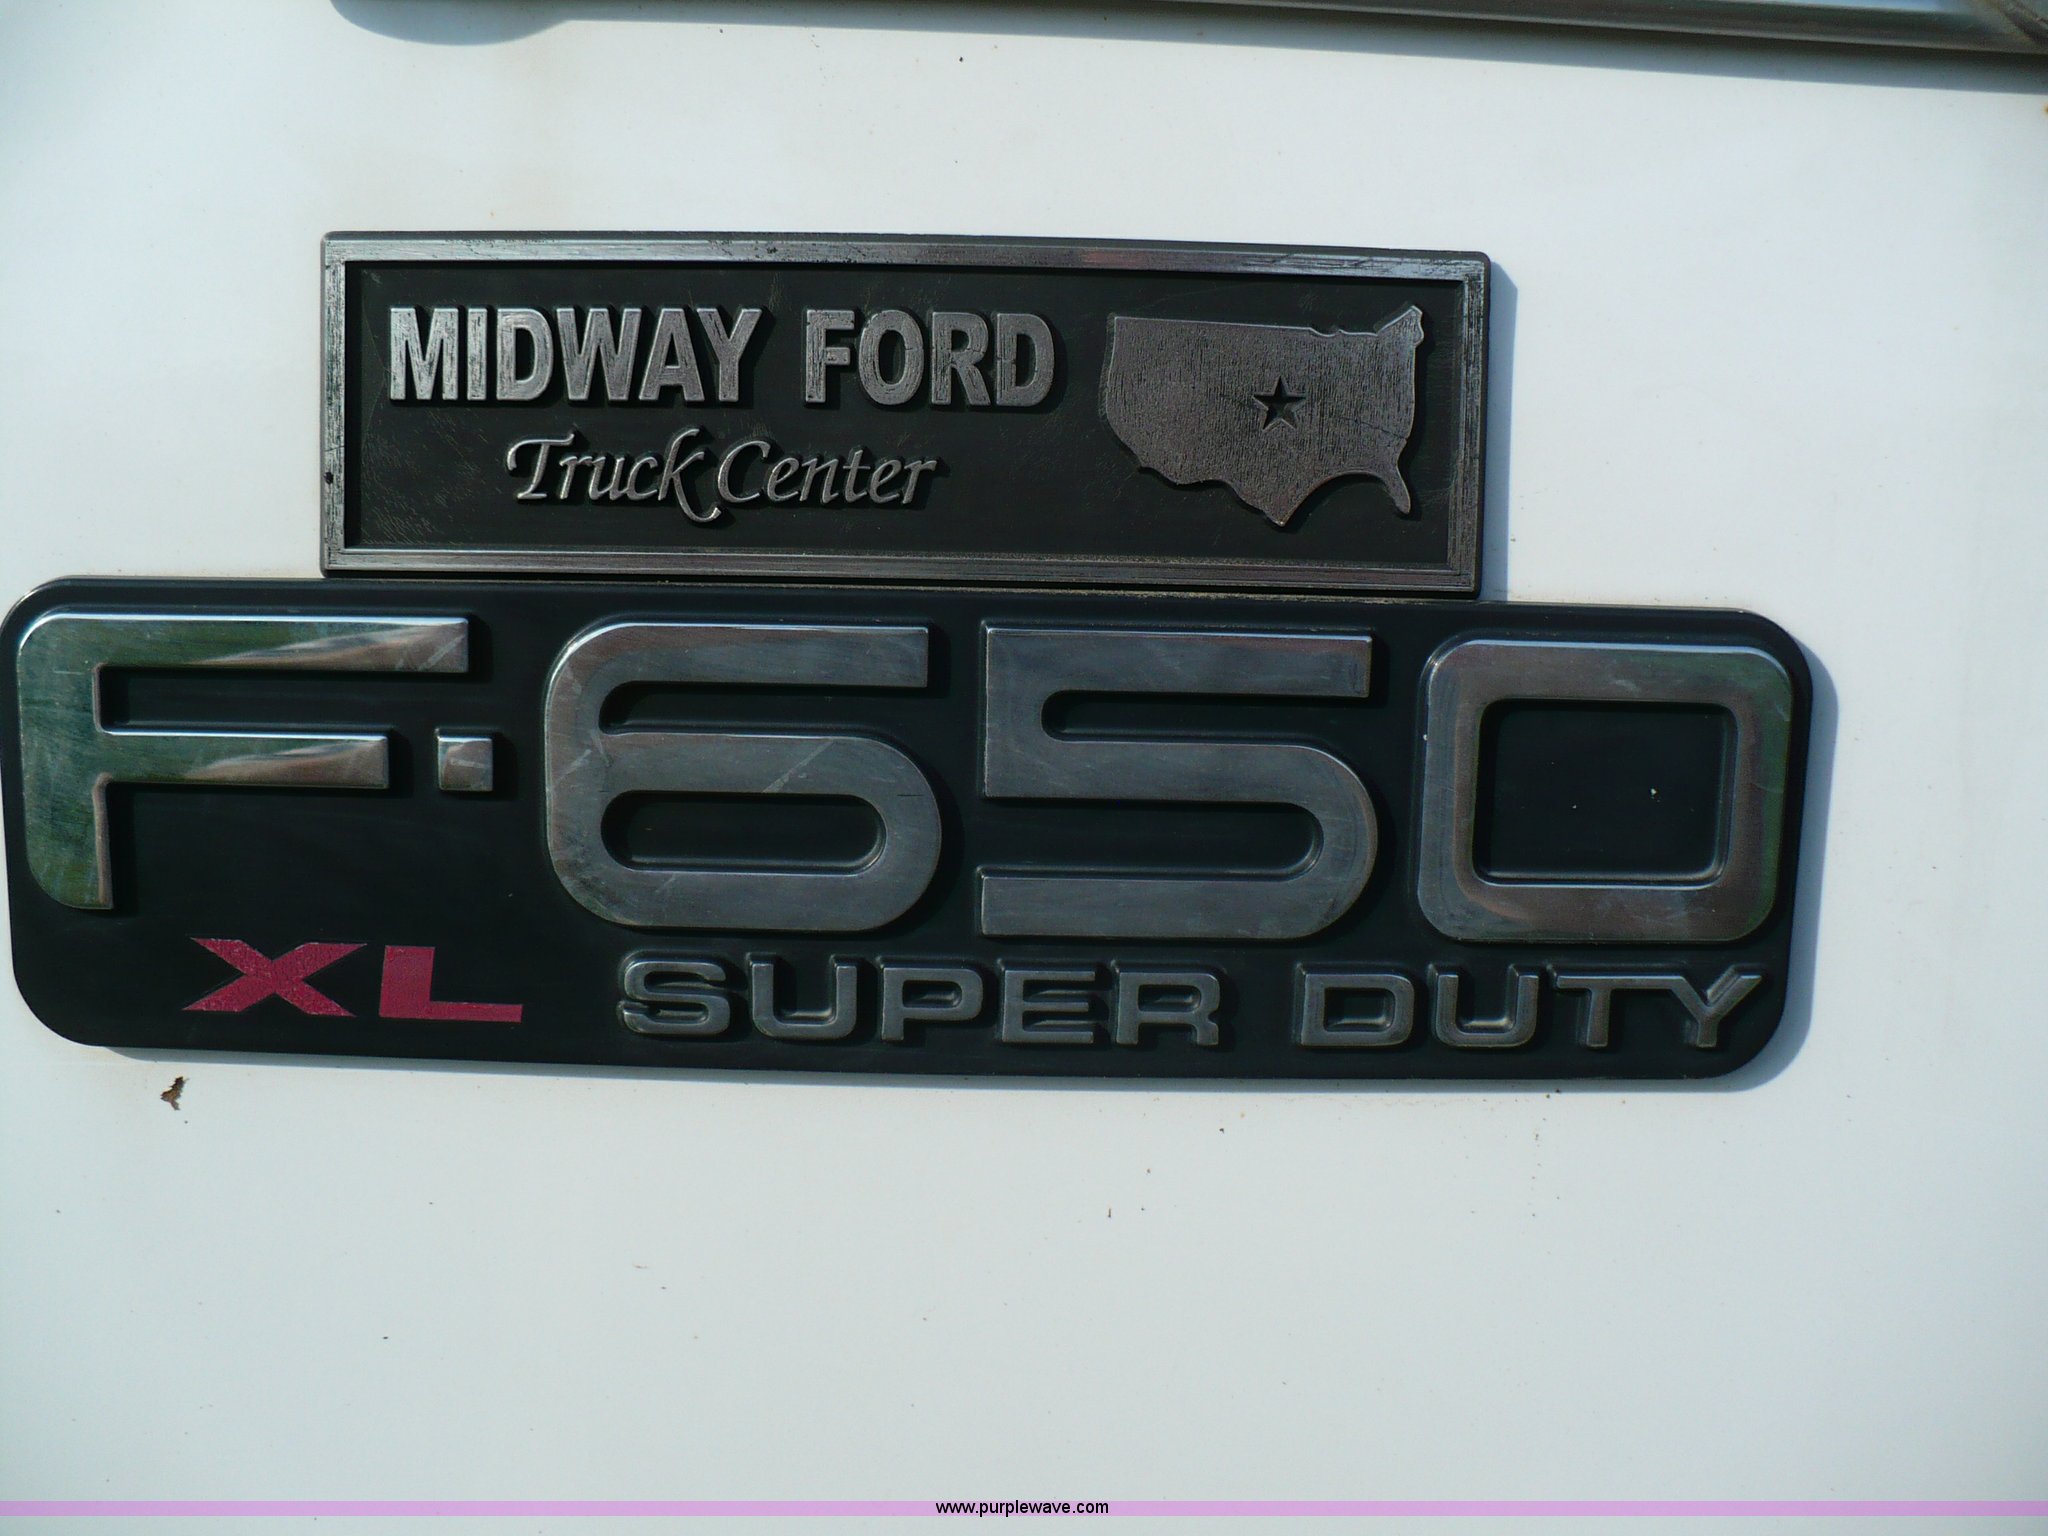 MIDWAY FORD
Truck Center
F-650
XL SUPER DUTY
www.purplewave.com